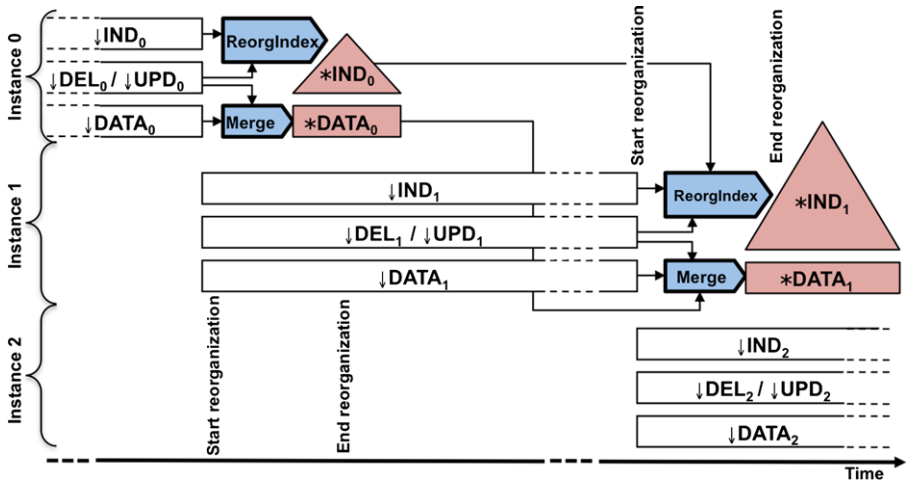 Instance 0
↓IND₀
ReorgIndex
↓DEL₀ / ↓UPD₀
∗IND₀
↓DATA₀
Merge
∗DATA₀
Start reorganization
End reorganization
Instance 1
↓IND₁
ReorgIndex
∗IND₁
↓DEL₁ / ↓UPD₁
↓DATA₁
Merge
∗DATA₁
Start reorganization
End reorganization
Instance 2
↓IND₂
↓DEL₂ / ↓UPD₂
↓DATA₂
Time